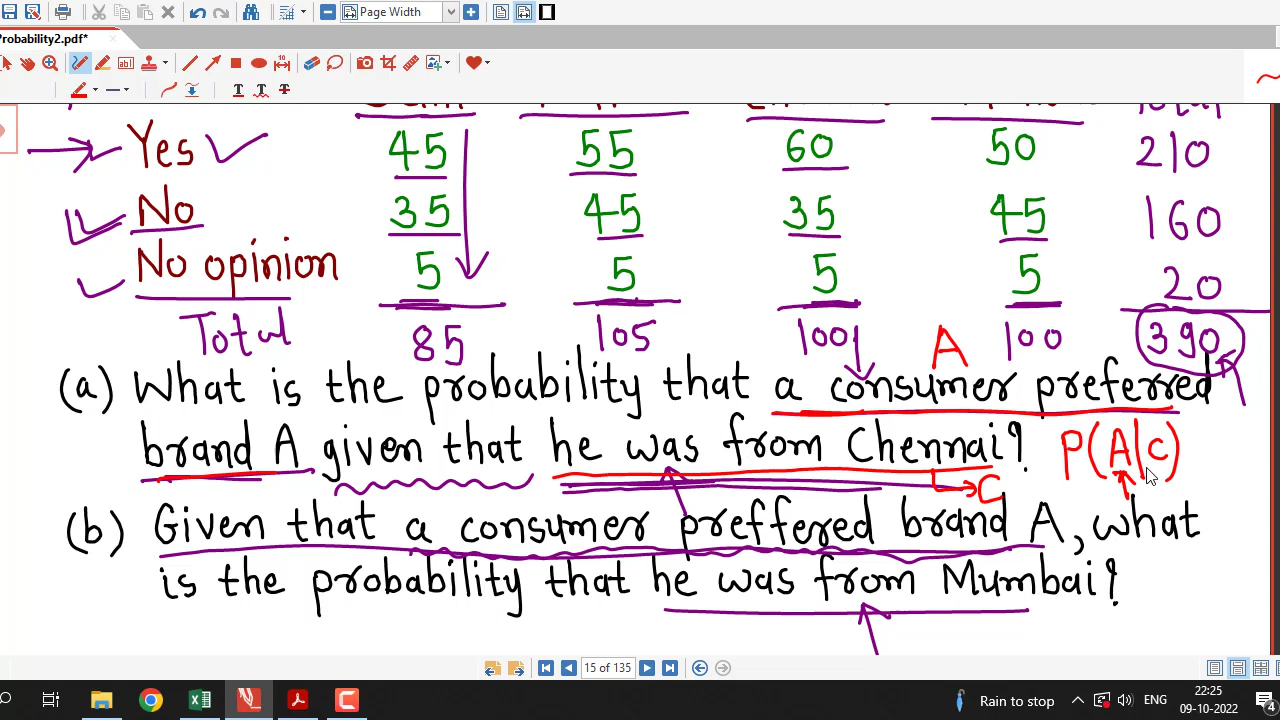 Page Width
Probability2.pdf*
Yes 45 55 60 50 210
No 35 45 35 45 160
No opinion 5 5 5 5 20
Total 85 105 100 100 390
A
(a) What is the probability that a consumer preferred
brand A given that he was from Chennai? P(A|C)
C
(b) Given that a consumer preffered brand A, what
is the probability that he was from Mumbai?
15 of 135
Rain to stop ENG 22:25
09-10-2022 4